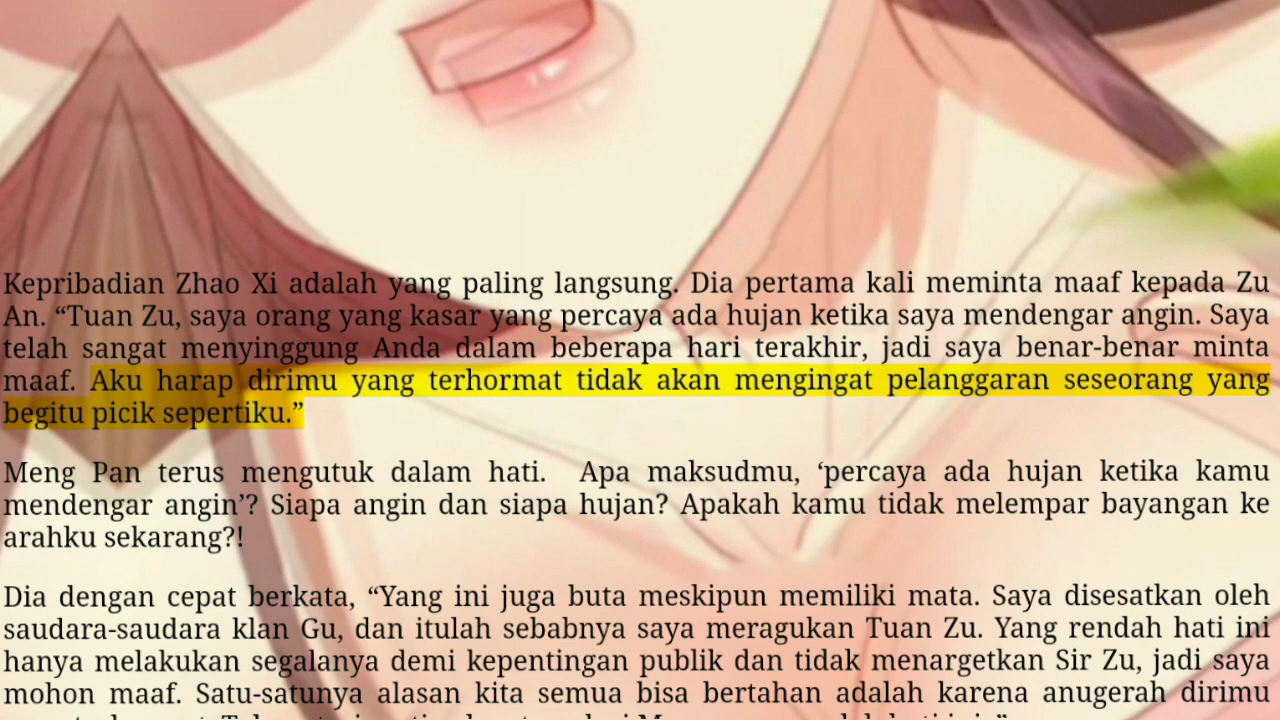 Kepribadian Zhao Xi adalah yang paling langsung. Dia pertama kali meminta maaf kepada Zu
An. “Tuan Zu, saya orang yang kasar yang percaya ada hujan ketika saya mendengar angin. Saya
telah sangat menyinggung Anda dalam beberapa hari terakhir, jadi saya benar-benar minta
maaf. Aku harap dirimu yang terhormat tidak akan mengingat pelanggaran seseorang yang
begitu picik sepertiku.”
Meng Pan terus mengutuk dalam hati. Apa maksudmu, ‘percaya ada hujan ketika kamu
mendengar angin’? Siapa angin dan siapa hujan? Apakah kamu tidak melempar bayangan ke
arahku sekarang?!
Dia dengan cepat berkata, “Yang ini juga buta meskipun memiliki mata. Saya disesatkan oleh
saudara-saudara klan Gu, dan itulah sebabnya saya meragukan Tuan Zu. Yang rendah hati ini
hanya melakukan segalanya demi kepentingan publik dan tidak menargetkan Sir Zu, jadi saya
mohon maaf. Satu-satunya alasan kita semua bisa bertahan adalah karena anugerah dirimu